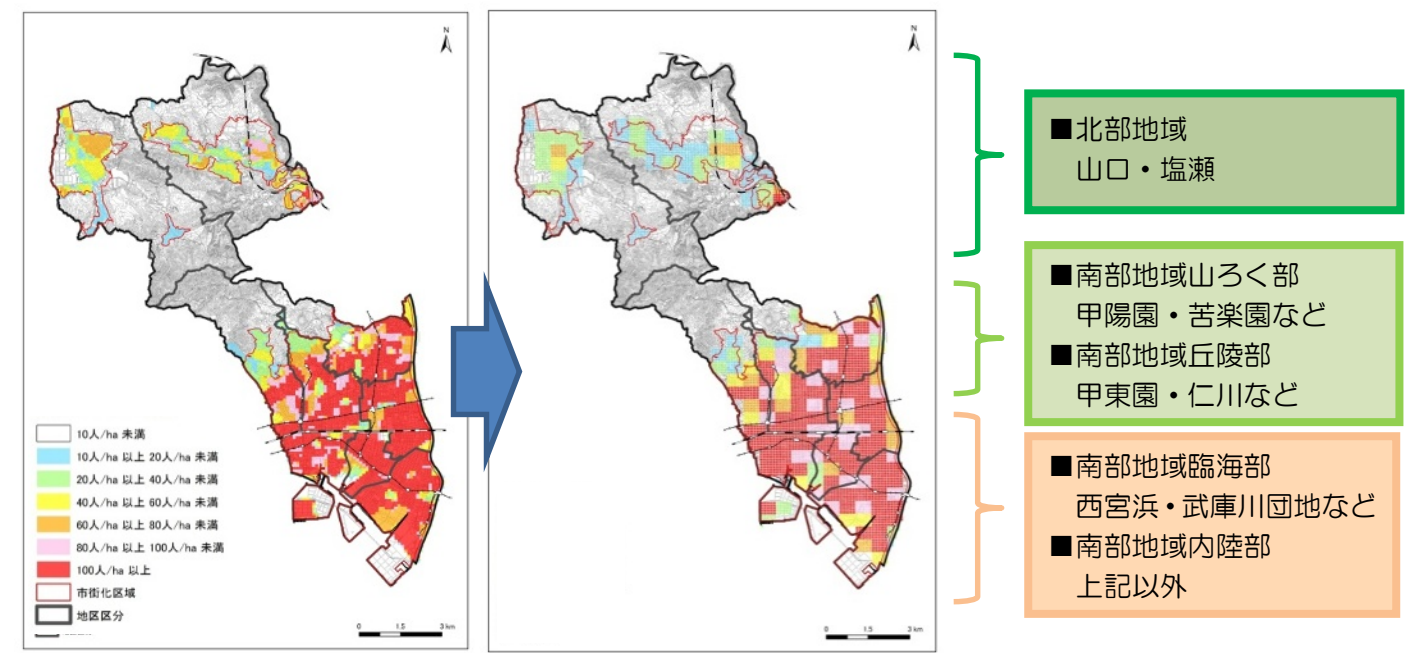 N
10人/ha 未満
10人/ha 以上 20人/ha 未満
20人/ha 以上 40人/ha 未満
40人/ha 以上 60人/ha 未満
60人/ha 以上 80人/ha 未満
80人/ha 以上 100人/ha 未満
100人/ha 以上
市街化区域
地区区分
0 1.5 3 km
N
0 1.5 3 km
■北部地域
山口・塩瀬
■南部地域山ろく部
甲陽園・苦楽園など
■南部地域丘陵部
甲東園・仁川など
■南部地域臨海部
西宮浜・武庫川団地など
■南部地域内陸部
上記以外